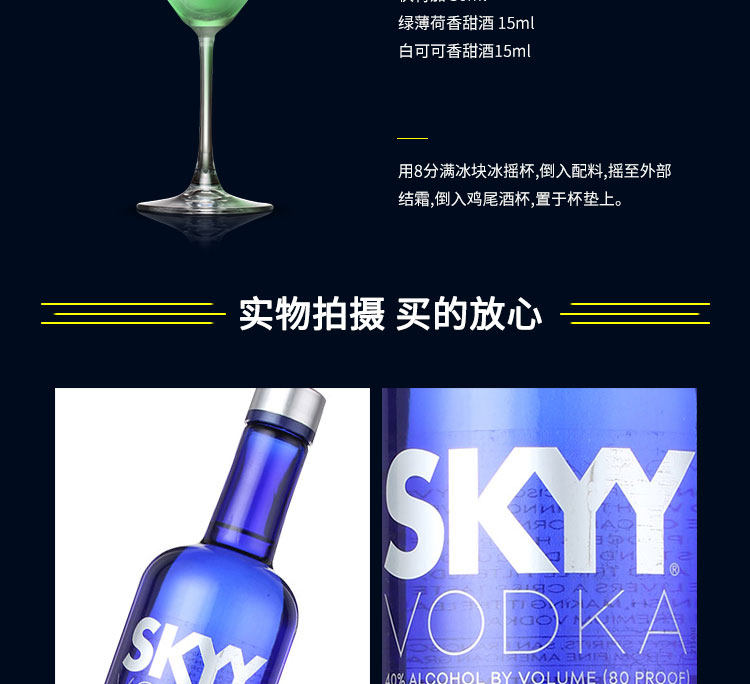 绿薄荷香甜酒 15ml
白可可香甜酒15ml
用8分满冰块冰摇杯,倒入配料,摇至外部
结霜,倒入鸡尾酒杯,置于杯垫上。
实物拍摄 买的放心
SKYY
SKYY
®
VODKA
40% ALCOHOL BY VOLUME (80 PROOF)